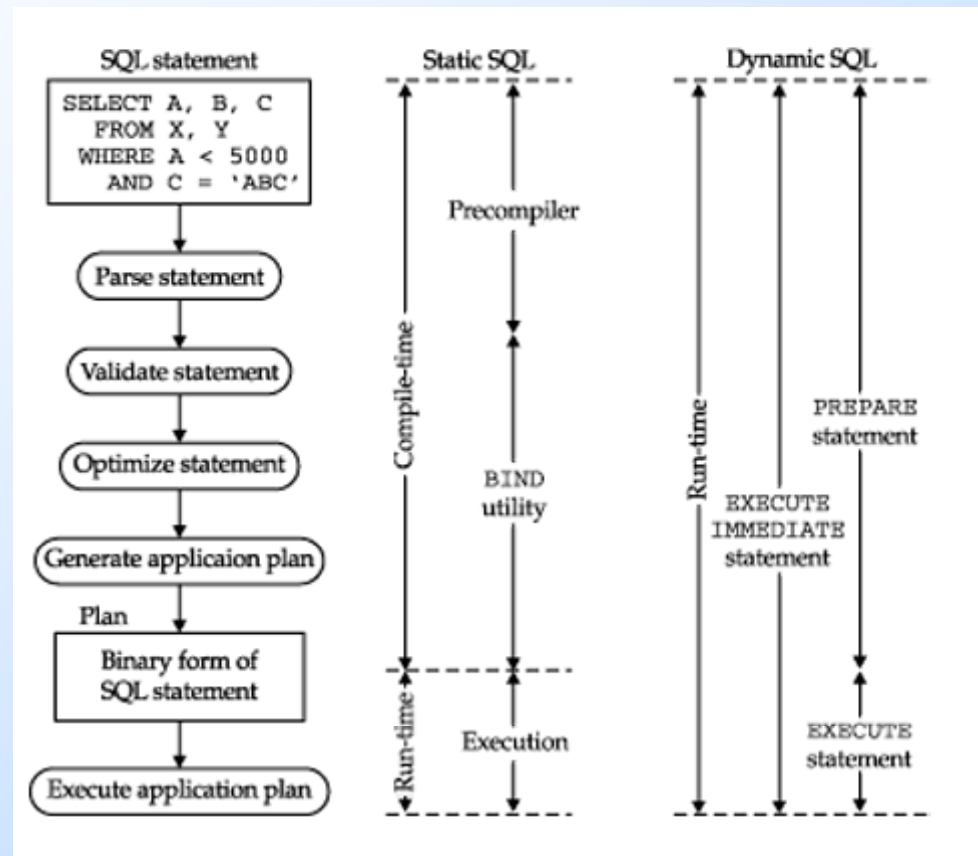 SQL statement
SELECT A, B, C
FROM X, Y
WHERE A < 5000
AND C = ‘ABC’
Parse statement
Validate statement
Optimize statement
Generate applicaion plan
Plan
Binary form of
SQL statement
Execute application plan
Static SQL
Compile-time
Run-time
Precompiler
BIND
utility
Execution
Dynamic SQL
Run-time
EXECUTE
IMMEDIATE
statement
PREPARE
statement
EXECUTE
statement